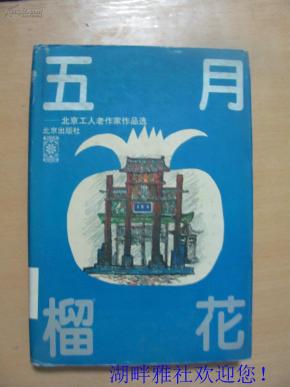 五月
——北京工人老作家作品选
北京出版社
榴花
湖畔雅社欢迎您！